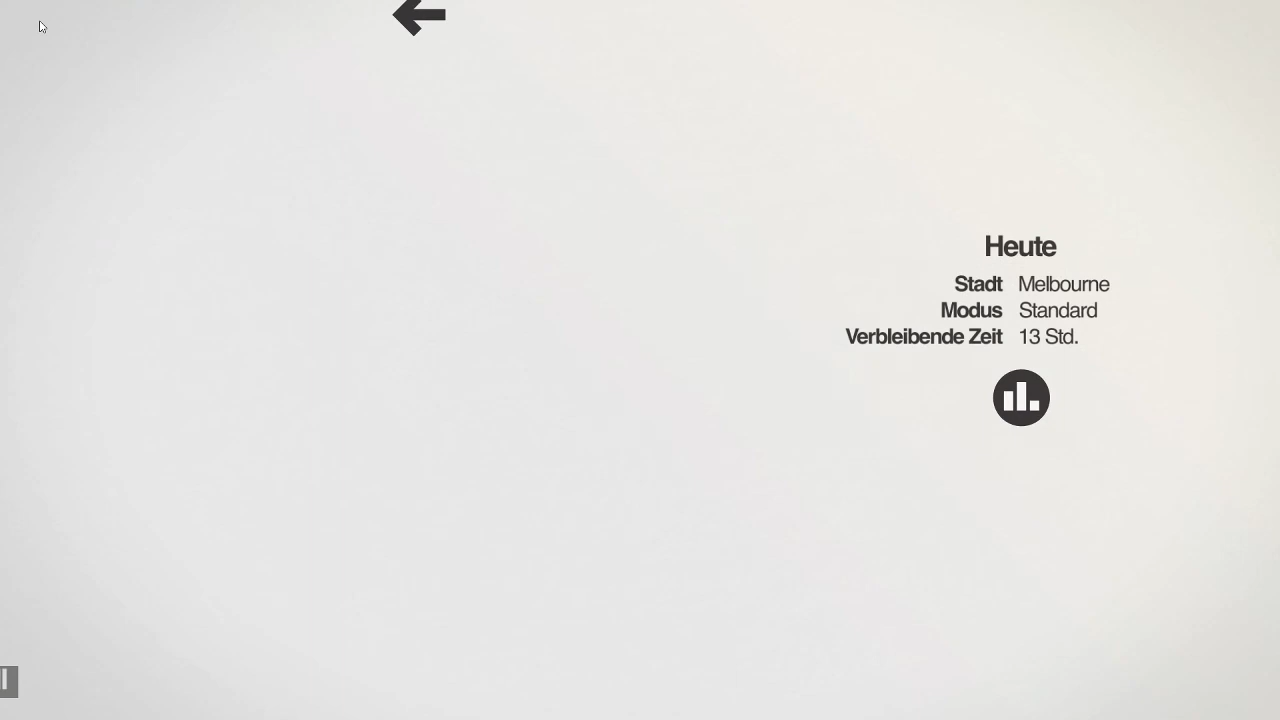 Heute
Stadt Melbourne
Modus Standard
Verbleibende Zeit 13 Std.